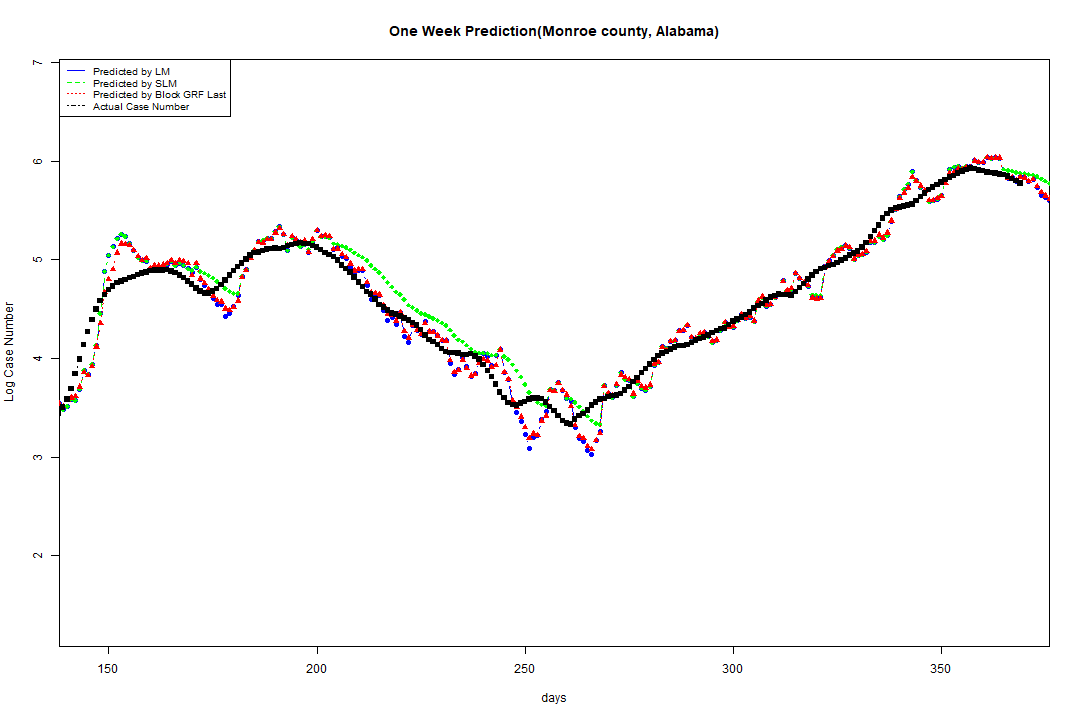 One Week Prediction(Monroe county, Alabama)
Predicted by LM
Predicted by SLM
Predicted by Block GRF Last
Actual Case Number
Log Case Number
7
6
5
4
3
2
150 200 250 300 350
days